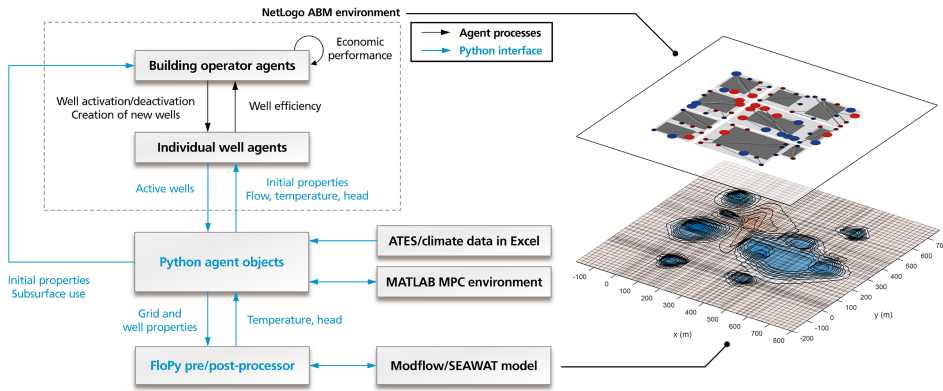 NetLogo ABM environment
Agent processes
Python interface
Economic
performance
Building operator agents
Well activation/deactivation
Creation of new wells
Well efficiency
Individual well agents
Active wells
Initial properties
Flow, temperature, head
Python agent objects
ATES/climate data in Excel
MATLAB MPC environment
Initial properties
Subsurface use
Grid and
well properties
Temperature, head
FloPy pre/post-processor
Modflow/SEAWAT model
-100
0
100
200
300
400
500
600
700
800
x (m)
-200
-100
0
100
200
300
400
500
600
70
y (m)